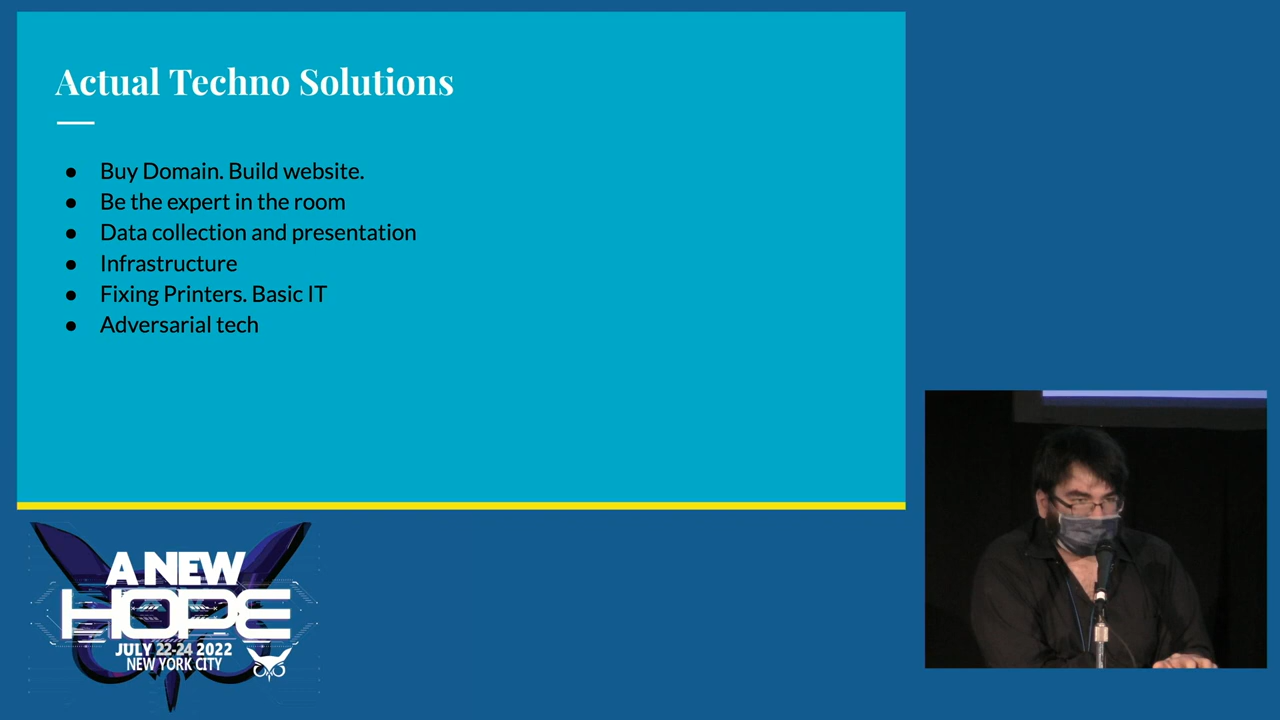 Actual Techno Solutions
● Buy Domain. Build website.
● Be the expert in the room
● Data collection and presentation
● Infrastructure
● Fixing Printers. Basic IT
● Adversarial tech
A NEW
HOPE
JULY 22-24 2022
NEW YORK CITY